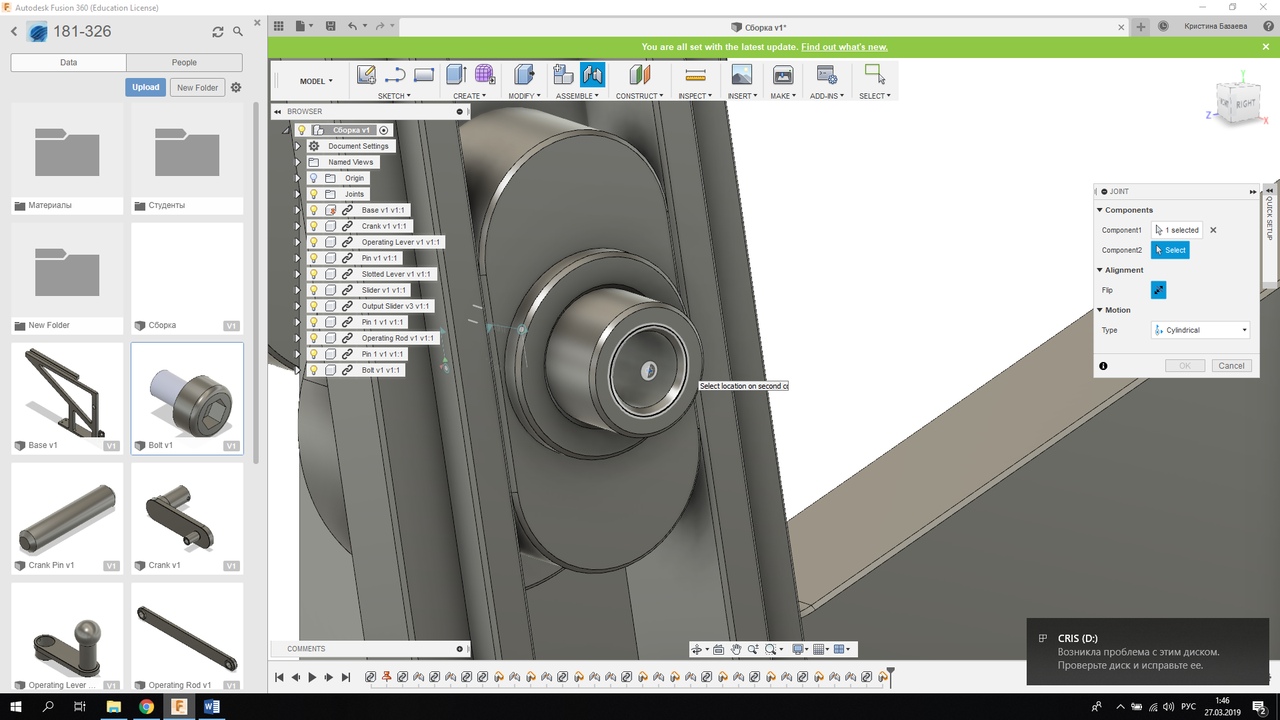 Autodesk Fusion 360 (Education License)
181-326
Сборка v1*
Кристина Базаева
You are all set with the latest update. Find out what's new.
Data
People
Upload
New Folder
MODEL
SKETCH
CREATE
MODIFY
ASSEMBLE
CONSTRUCT
INSPECT
INSERT
MAKE
ADD-INS
SELECT
BROWSER
Сборка v1
Document Settings
Named Views
Origin
Joints
Base v1 v1:1
Crank v1 v1:1
Operating Lever v1 v1:1
Pin v1 v1:1
Slotted Lever v1 v1:1
Slider v1 v1:1
Output Slider v3 v1:1
Pin 1 v1 v1:1
Operating Rod v1 v1:1
Pin 1 v1 v1:1
Bolt v1 v1:1
Материалы
Студенты
New Folder
Сборка
V1
Base v1
V1
Bolt v1
V1
Crank Pin v1
V1
Crank v1
V1
Operating Lever ...
V1
Operating Rod v1
V1
RIGHT
Y
Z
X
JOINT
QUICK SETUP
Components
Component1
1 selected
Component2
Select
Alignment
Flip
Motion
Type
Cylindrical
OK
Cancel
Select location on second co
COMMENTS
CRIS (D:)
Возникла проблема с этим диском.
Проверьте диск и исправьте ее.
РУС
1:46
27.03.2019
2